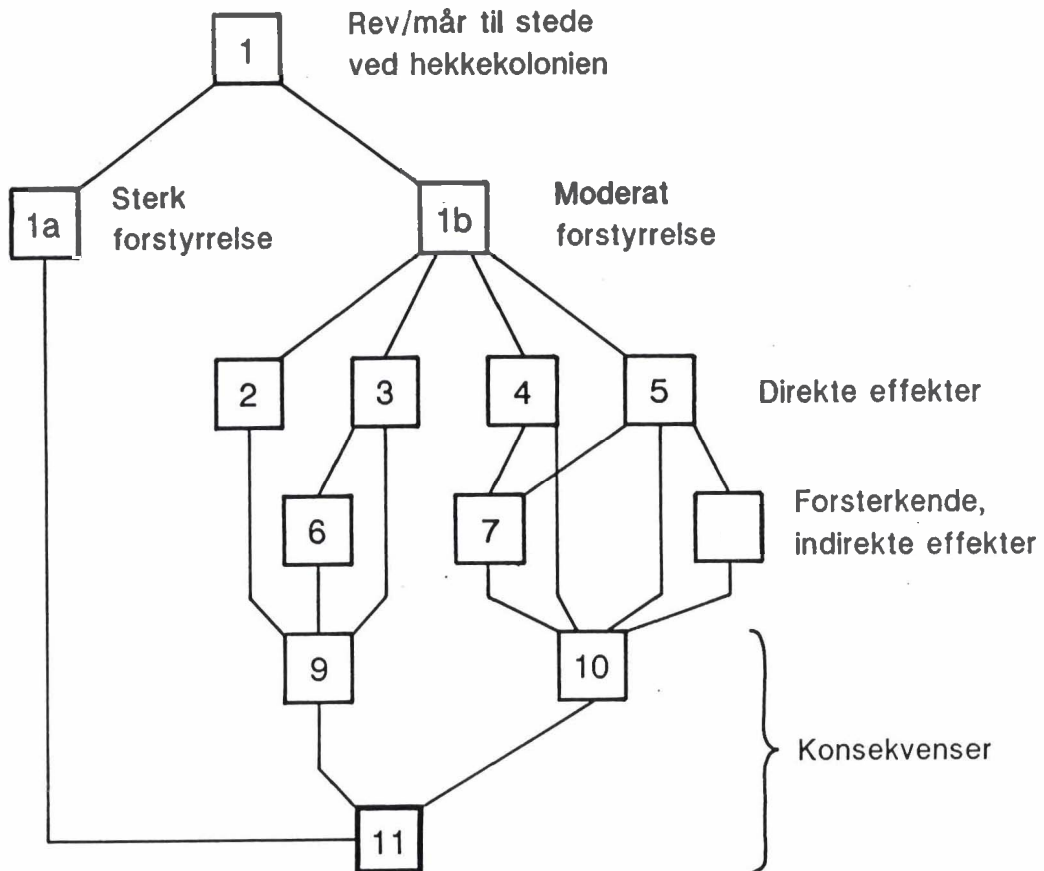 1
Rev/mår til stede
ved hekkekolonien
1a
Sterk
forstyrrelse
1b
Moderat
forstyrrelse
2
3
4
5
Direkte effekter
6
7
Forsterkende,
indirekte effekter
9
10
Konsekvenser
11